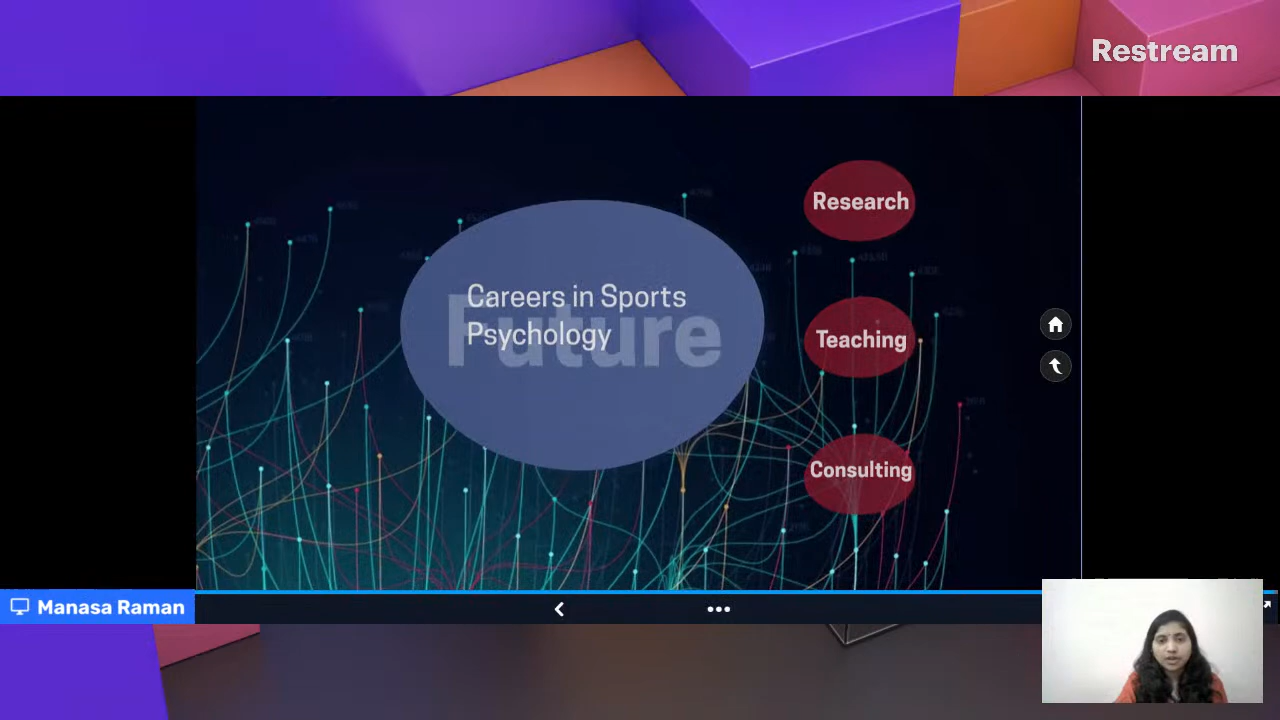 Restream
Research
Careers in Sports
Psychology
Future
Teaching
Consulting
Manasa Raman